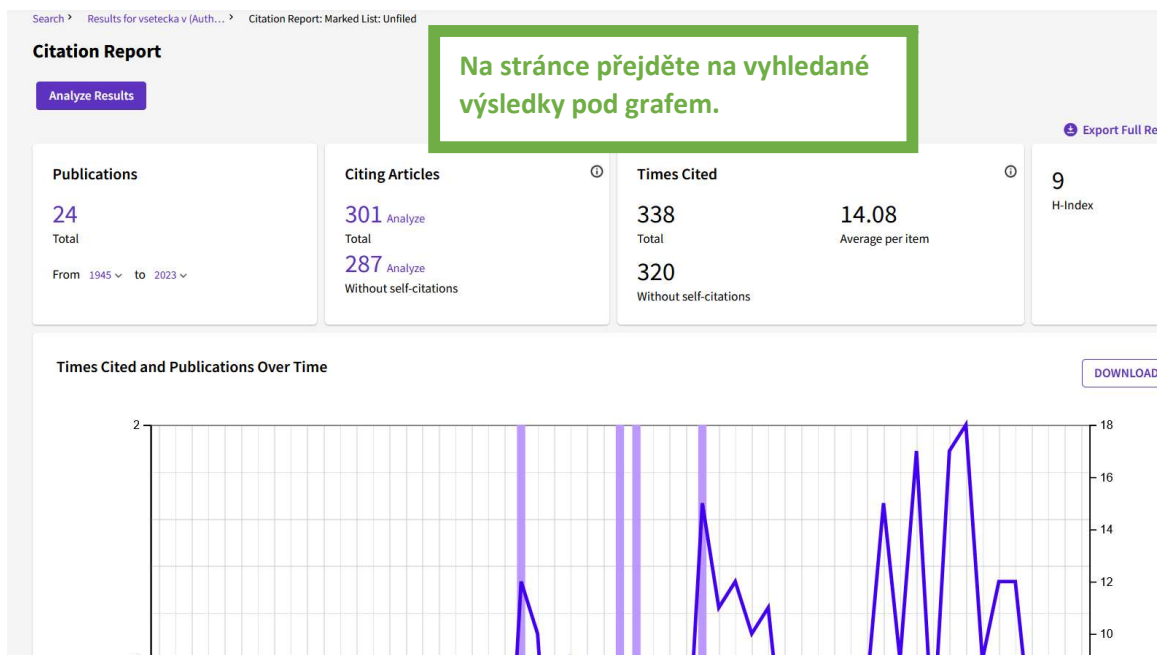 Search > Results for vsetecka v (Auth... > Citation Report: Marked List: Unfiled
Citation Report
Na stránce přejděte na vyhledané
výsledky pod grafem.
Analyze Results
Export Full Re
Publications
24
Total
From 1945 to 2023
Citing Articles
301 Analyze
Total
287 Analyze
Without self-citations
Times Cited
338
Total
14.08
Average per item
320
Without self-citations
9
H-Index
Times Cited and Publications Over Time
DOWNLOAD
2
18
16
14
12
10